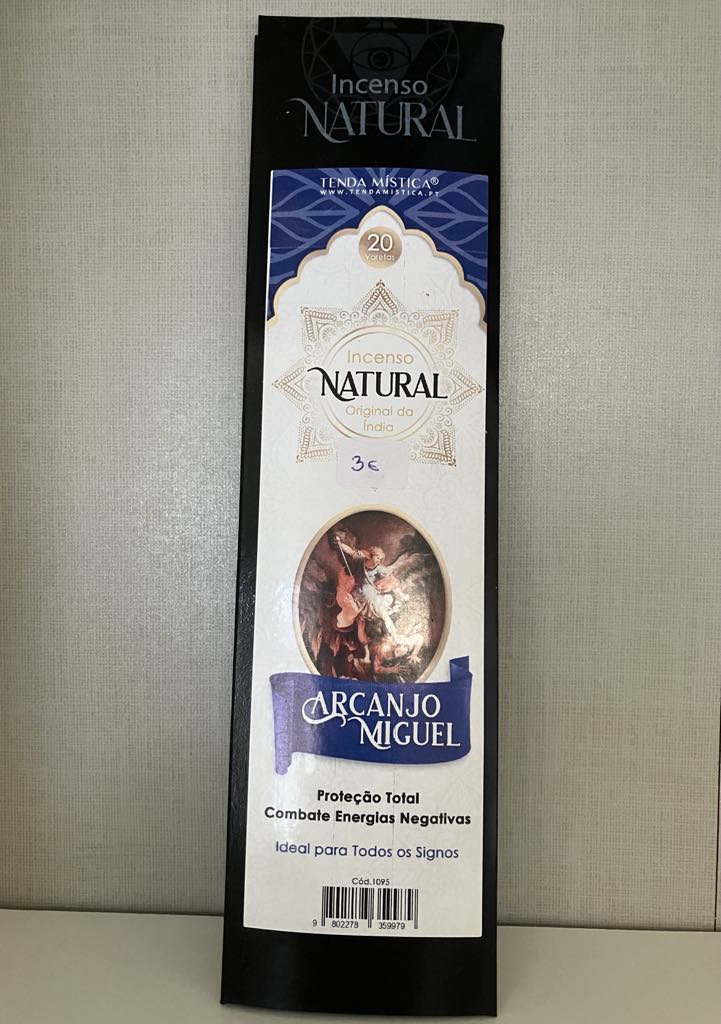 Incenso
NATURAL
TENDA MÍSTICA®
WWW.TENDAMISTICA.PT
20
Varetas
Incenso
NATURAL
Original da
Índia
3€
ARCANJO
MIGUEL
Proteção Total
Combate Energias Negativas
Ideal para Todos os Signos
Cód.1095
9 802278 359979